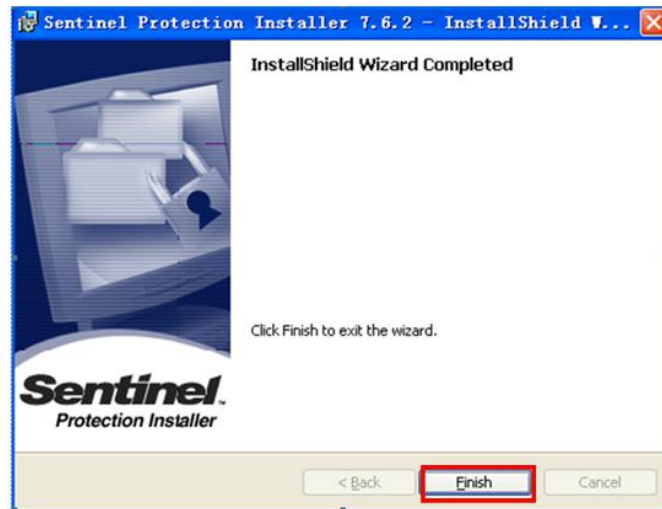 Sentinel Protection Installer 7.6.2 - InstallShield W...
InstallShield Wizard Completed
Click Finish to exit the wizard.
Sentinel
Protection Installer
< Back
Finish
Cancel